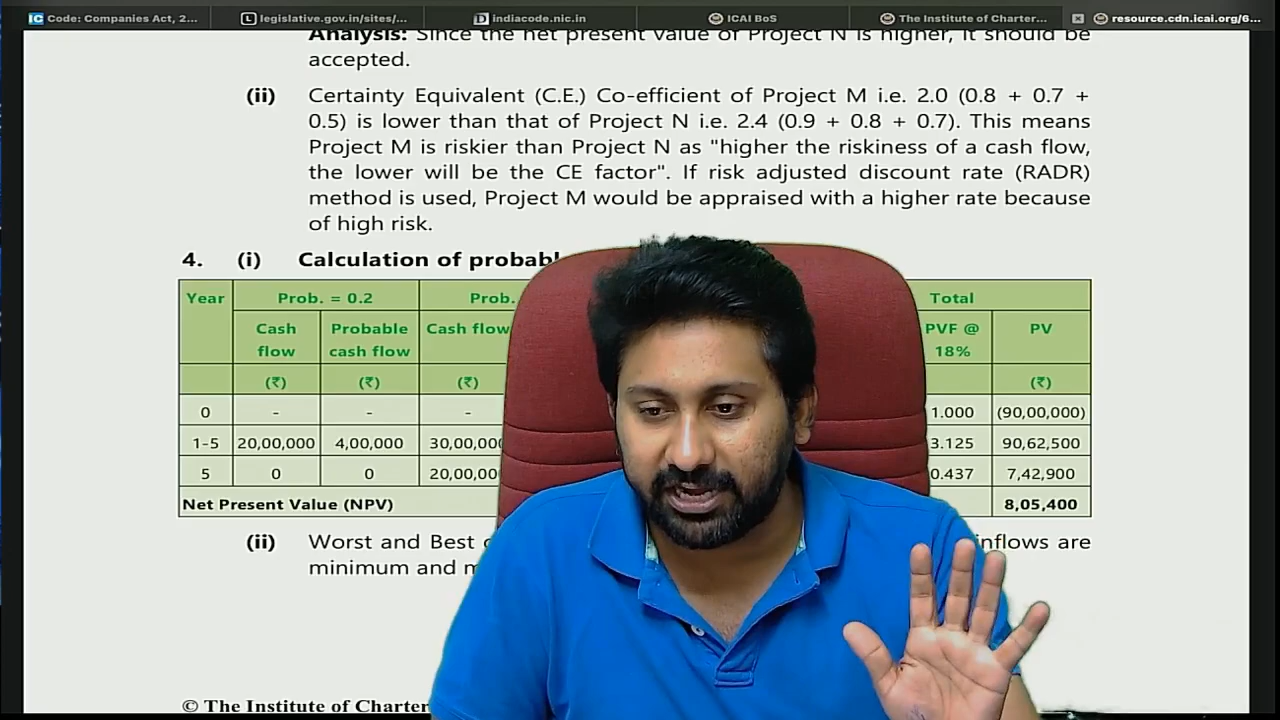 Code: Companies Act, 2...
legislative.gov.in/sites/...
indiacode.nic.in
ICAI BoS
The Institute of Charter...
resource.cdn.icai.org/6...
Analysis: Since the net present value of Project N is higher, it should be
accepted.
(ii) Certainty Equivalent (C.E.) Co-efficient of Project M i.e. 2.0 (0.8 + 0.7 +
0.5) is lower than that of Project N i.e. 2.4 (0.9 + 0.8 + 0.7). This means
Project M is riskier than Project N as "higher the riskiness of a cash flow,
the lower will be the CE factor". If risk adjusted discount rate (RADR)
method is used, Project M would be appraised with a higher rate because
of high risk.
4. (i) Calculation of
Year Prob. = 0.2 Prob. Total
Cash flow Probable cash flow Cash flow PVF @ 18% PV
(₹) (₹) (₹) (₹)
0 - - - 1.000 (90,00,000)
1-5 20,00,000 4,00,000 30,00,000 3.125 90,62,500
5 0 0 20,00,00 0.437 7,42,900
Net Present Value (NPV) 8,05,400
(ii) Worst and Best inflows are
minimum and
© The Institute of Charter